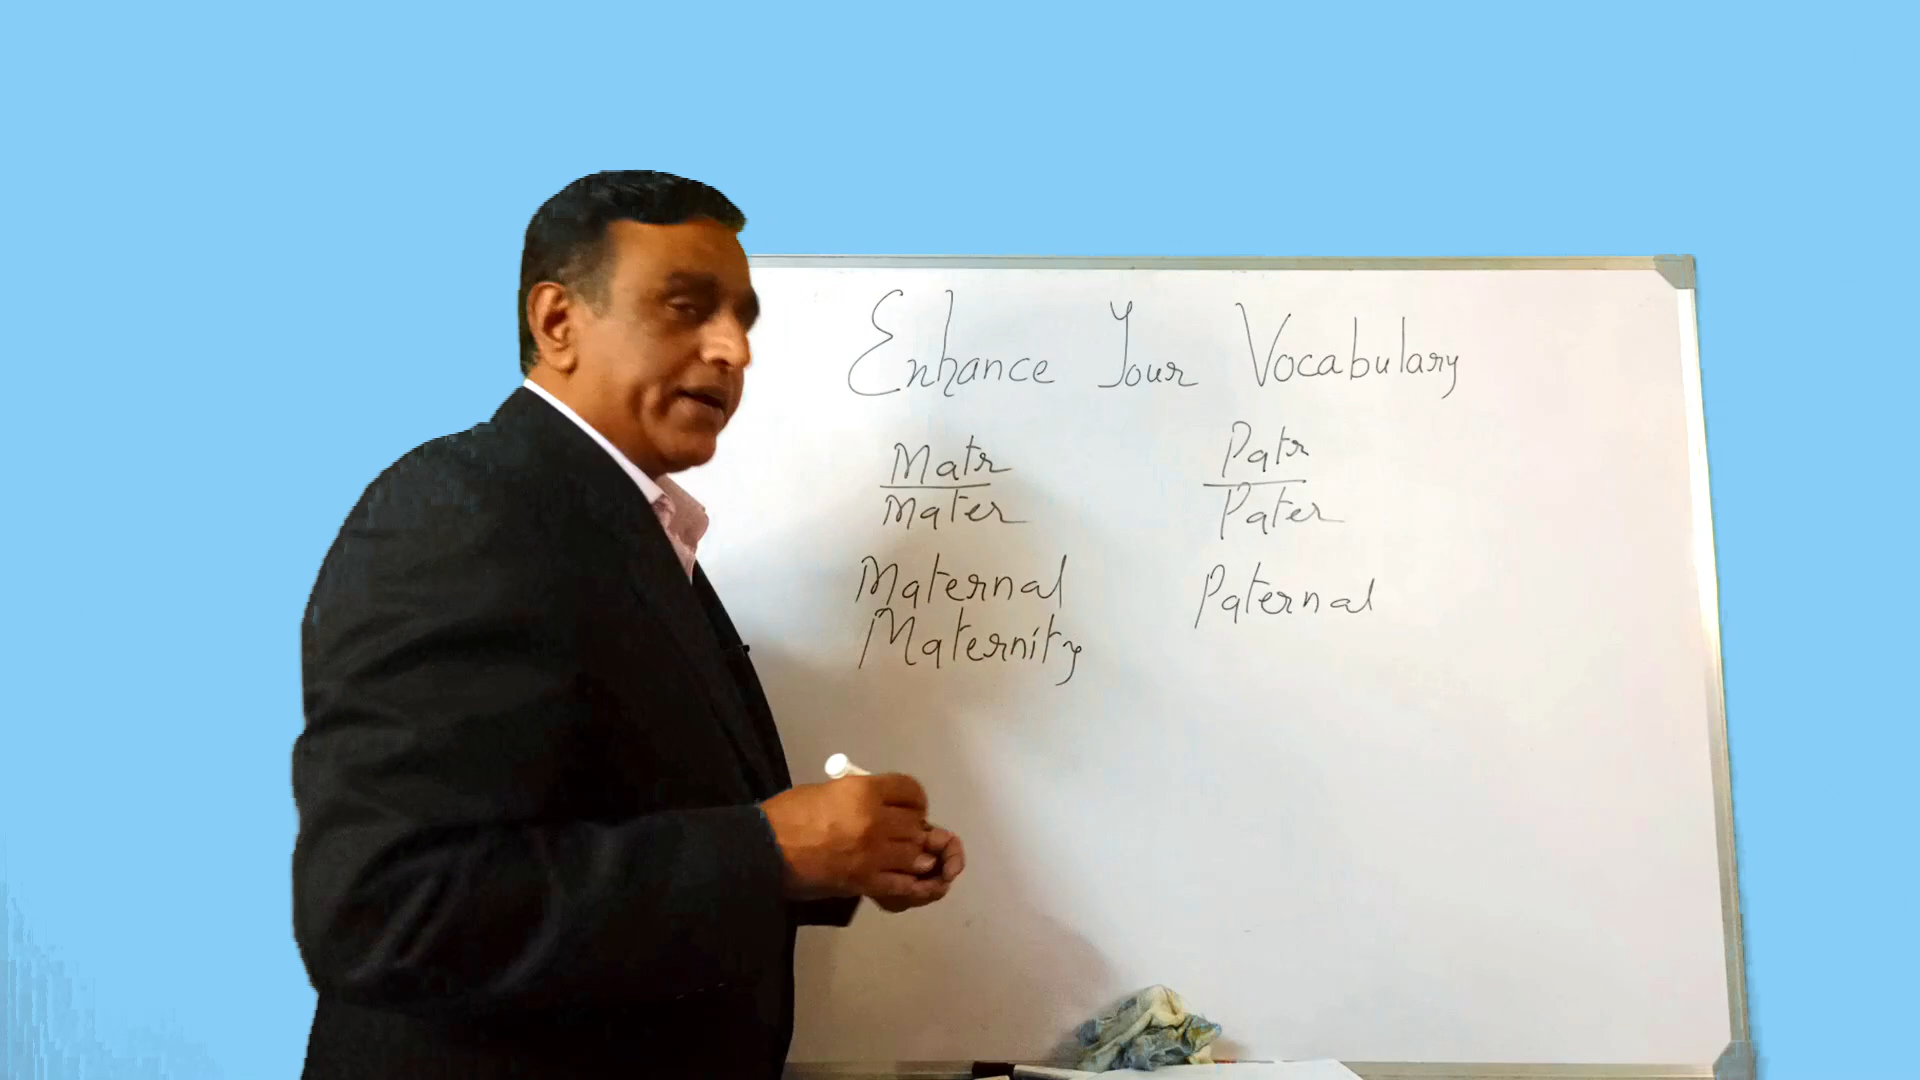 Enhance Your Vocabulary
Matr
Mater
Maternal
Maternity
Patr
Pater
Paternal